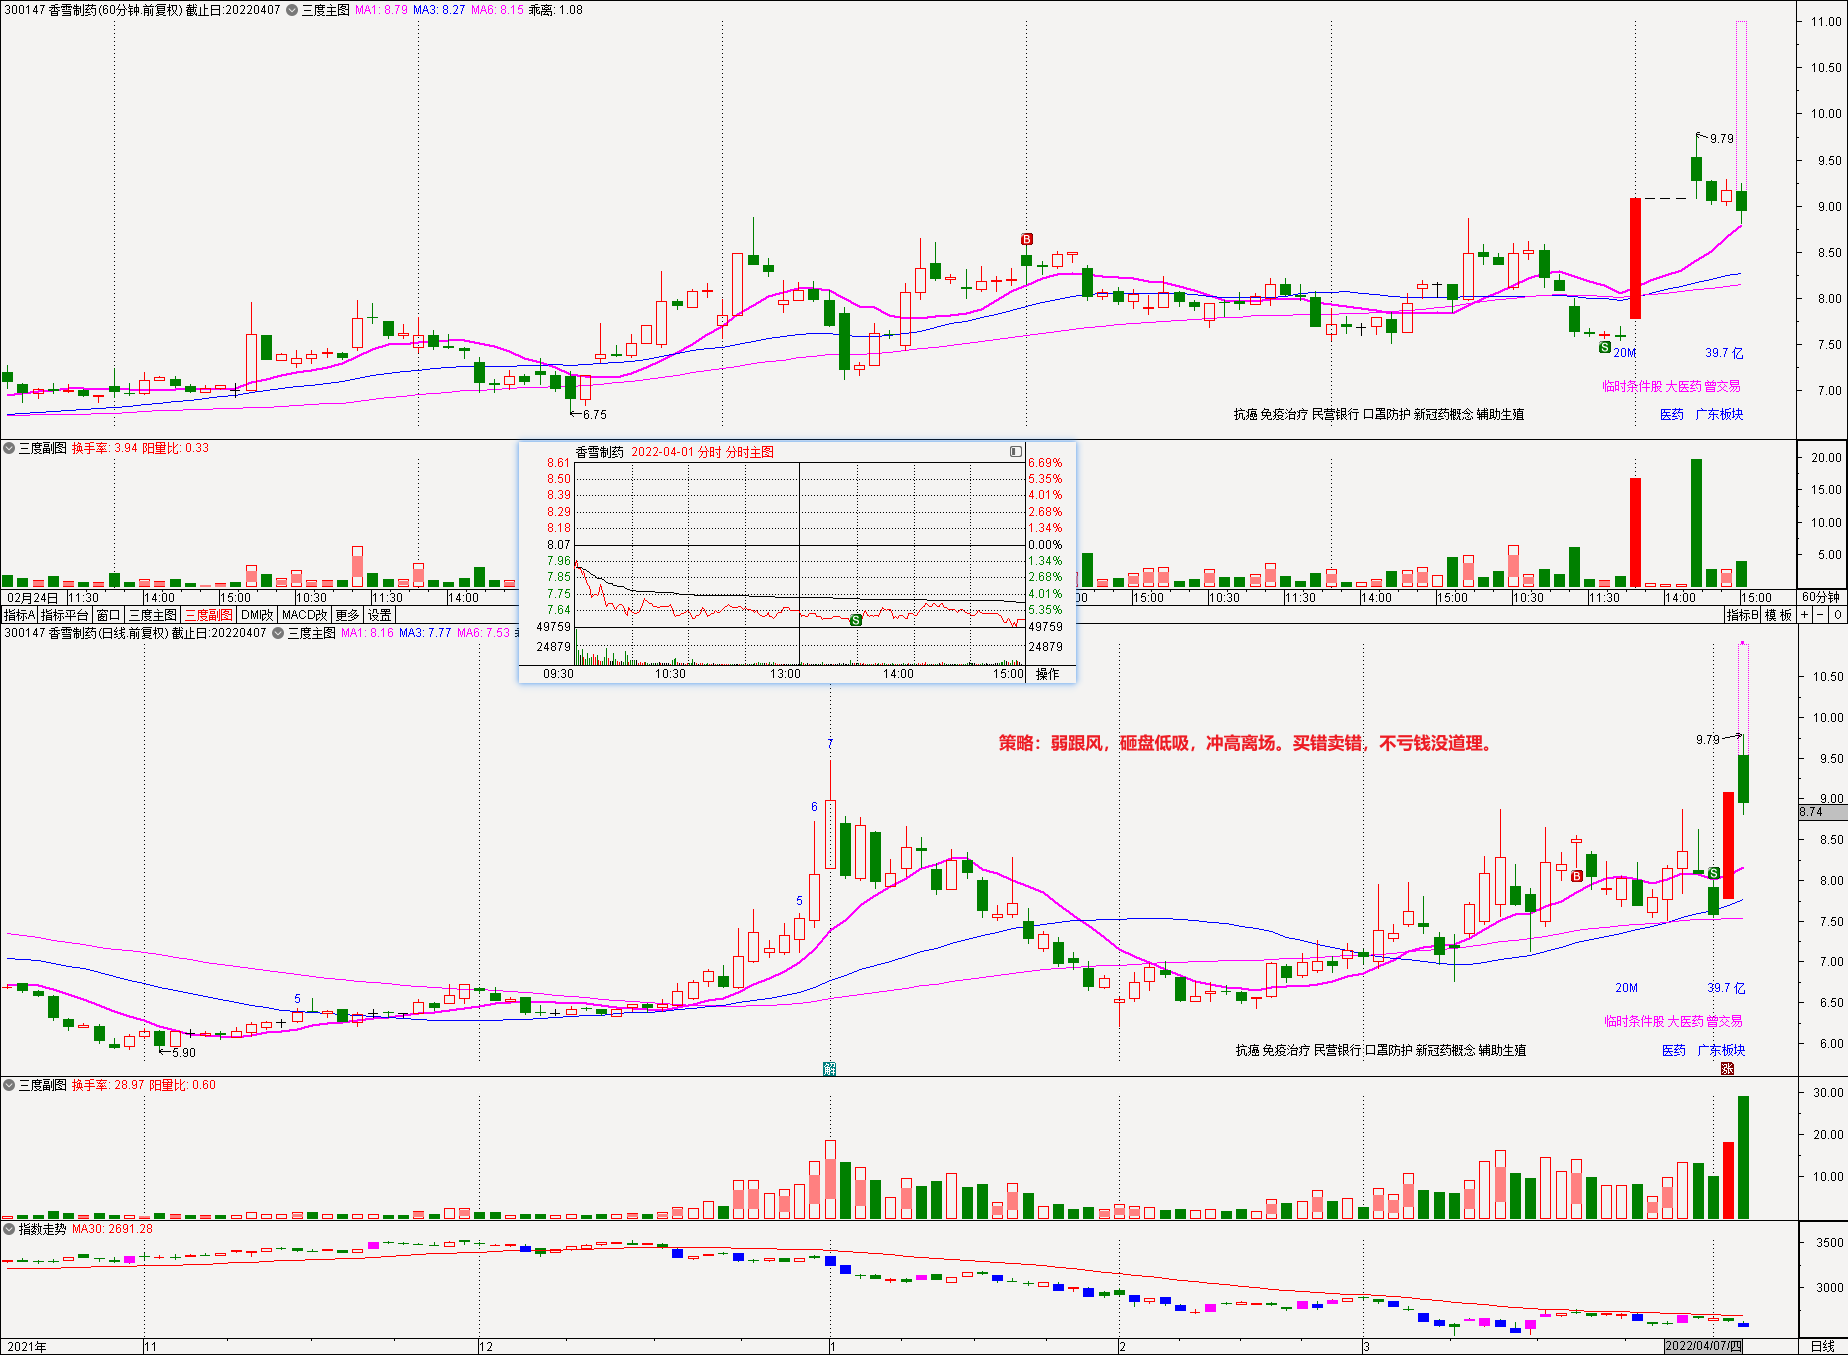 300147 香雪制药(60分钟.前复权) 截止日:20220407 三度主图 MA1: 8.79 MA3: 8.27 MA6: 8.15 乖离: 1.08
11.00
10.50
10.00
9.50
9.00
8.50
8.00
7.50
7.00
9.79
B
6.75
S
20M
39.7 亿
临时条件股 大医药 曾交易
抗癌 免疫治疗 民营银行 口罩防护 新冠药概念 辅助生殖
医药 广东板块
三度副图 换手率: 3.94 阳量比: 0.33
20.00
15.00
10.00
5.00
香雪制药 2022-04-01 分时 分时主图
8.61 6.69%
8.50 5.35%
8.39 4.01%
8.29 2.68%
8.18 1.34%
8.07 0.00%
7.96 1.34%
7.85 2.68%
7.75 4.01%
7.64 5.35%
S
49759 49759
24879 24879
09:30 10:30 13:00 14:00 15:00 操作
02月24日 11:30 14:00 15:00 10:30 11:30 14:00 15:00 10:30 11:30 14:00 15:00 10:30 11:30 14:00 15:00 60分钟
指标A 指标平台 窗口 三度主图 三度副图 DM改 MACD改 更多 设置 指标B 模 板 + - 0
300147 香雪制药(日线.前复权) 截止日:20220407 三度主图 MA1: 8.16 MA3: 7.77 MA6: 7.53
10.50
10.00
9.50
9.00
8.74
8.50
8.00
7.50
7.00
6.50
6.00
策略：弱跟风，砸盘低吸，冲高离场。买错卖错，不亏钱没道理。
9.79
7
6
5
5
B
S
5.90
20M
39.7 亿
临时条件股 大医药 曾交易
抗癌 免疫治疗 民营银行 口罩防护 新冠药概念 辅助生殖
医药 广东板块
解
涨
三度副图 换手率: 28.97 阳量比: 0.60
30.00
20.00
10.00
指数走势 MA30: 2691.28
3500
3000
2021年 11 12 1 2 3 2022/04/07/四 日线